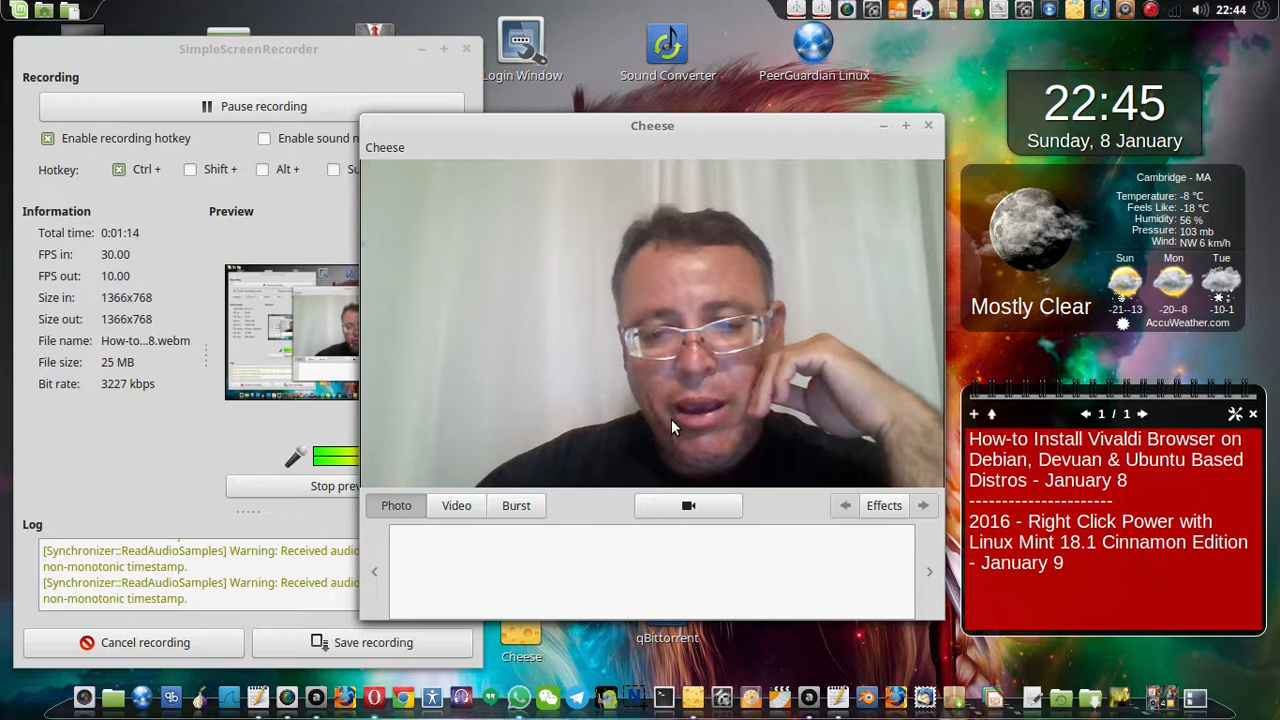 22:44
SimpleScreenRecorder
Recording
Pause recording
Enable recording hotkey
Enable sound n
Hotkey:
Ctrl +
Shift +
Alt +
Su
Information
Preview
Total time: 0:01:14
FPS in: 30.00
FPS out: 10.00
Size in: 1366x768
Size out: 1366x768
File name: How-to...8.webm
File size: 25 MB
Bit rate: 3227 kbps
Stop prev
Log
[Synchronizer::ReadAudioSamples] Warning: Received audio
non-monotonic timestamp.
[Synchronizer::ReadAudioSamples] Warning: Received audio
non-monotonic timestamp.
Cancel recording
Save recording
Login Window
Sound Converter
PeerGuardian Linux
Cheese
Cheese
Photo
Video
Burst
Effects
qBittorrent
Cheese
22:45
Sunday, 8 January
Cambridge - MA
Temperature: -8 ℃
Feels Like: -18 ℃
Humidity: 56 %
Pressure: 103 mb
Wind: NW 6 km/h
Mostly Clear
Sun Mon Tue
-21--13 -20--8 -10-1
AccuWeather.com
1 / 1
How-to Install Vivaldi Browser on
Debian, Devuan & Ubuntu Based
Distros - January 8
----------------------
2016 - Right Click Power with
Linux Mint 18.1 Cinnamon Edition
- January 9